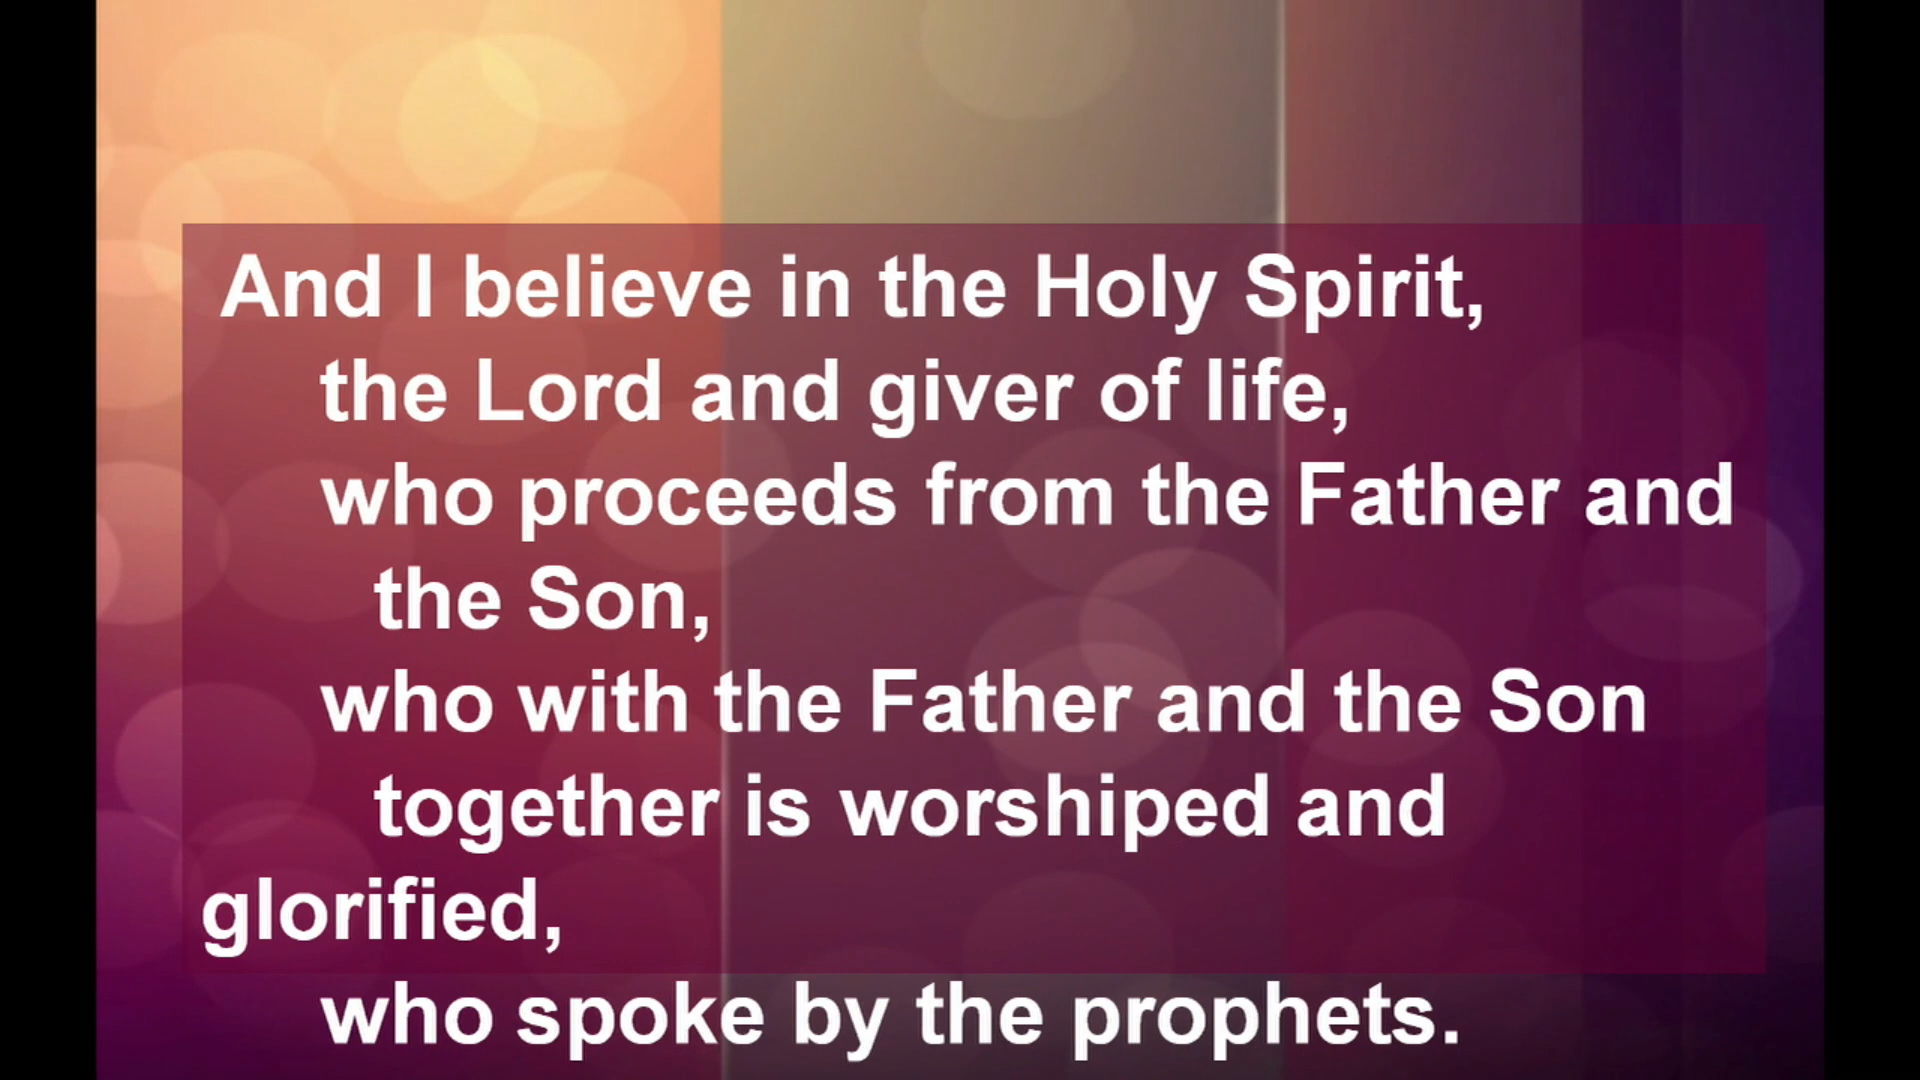 And I believe in the Holy Spirit,
the Lord and giver of life,
who proceeds from the Father and
the Son,
who with the Father and the Son
together is worshiped and
glorified,
who spoke by the prophets.